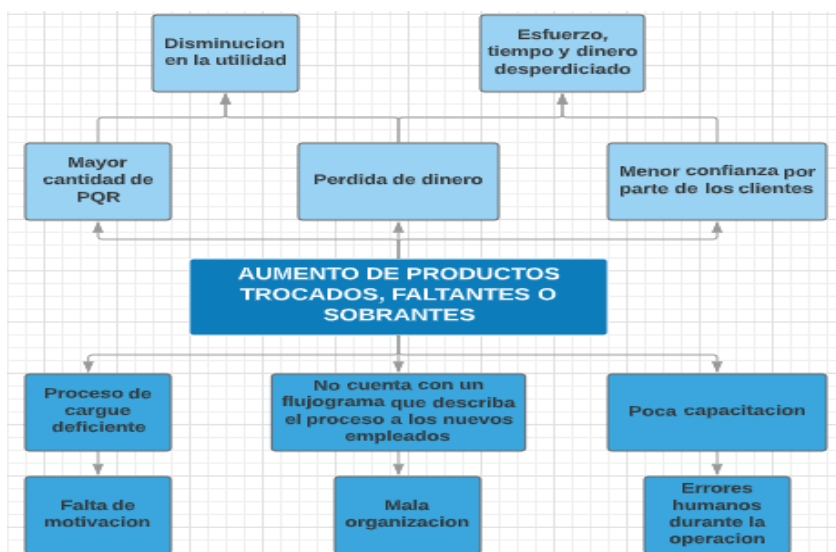 Disminucion
en la utilidad
Esfuerzo,
tiempo y dinero
desperdiciado
Mayor
cantidad de
PQR
Perdida de dinero
Menor confianza por
parte de los clientes
AUMENTO DE PRODUCTOS
TROCADOS, FALTANTES O
SOBRANTES
Proceso de
cargue
deficiente
No cuenta con un
flujograma que describa
el proceso a los nuevos
empleados
Poca capacitacion
Falta de
motivacion
Mala
organizacion
Errores
humanos
durante la
operacion